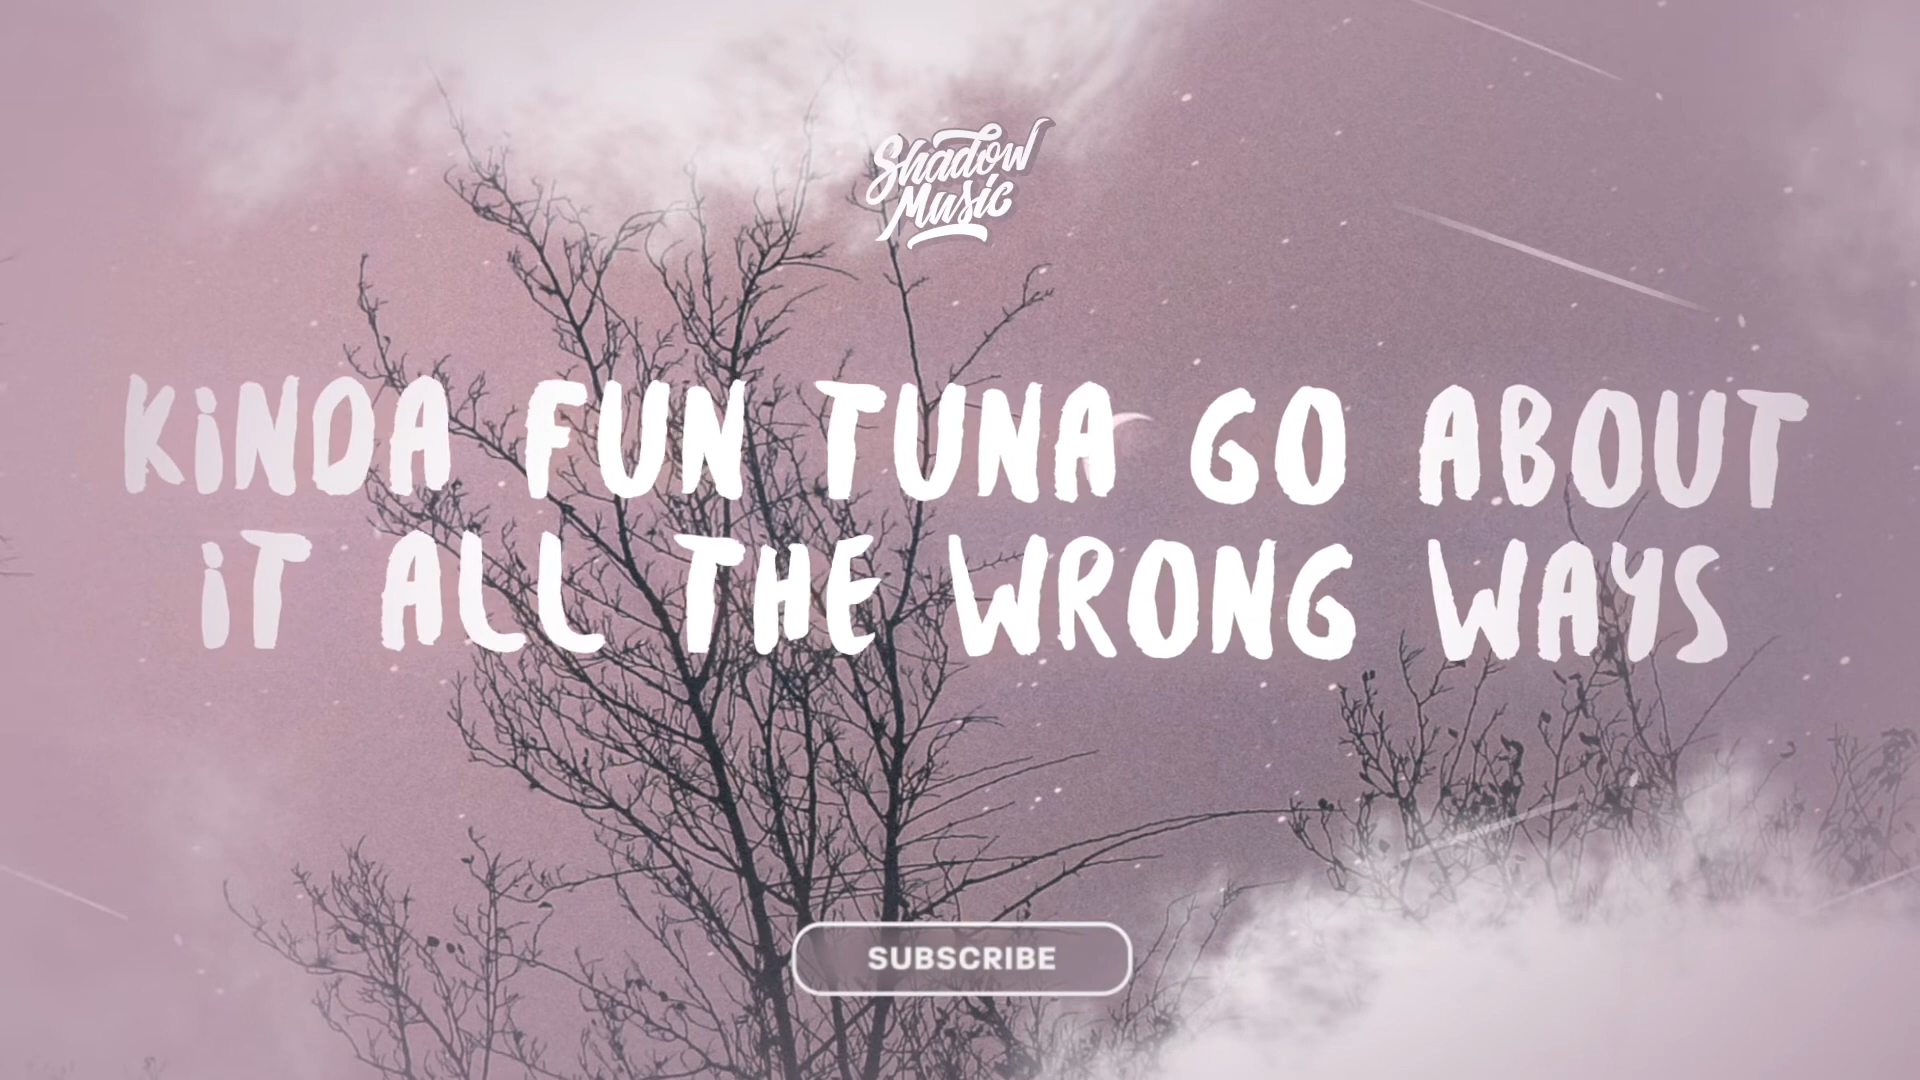 Shadow
Music
KiNDA FUN TUNA GO ABOUT
iT ALL THE WRONG WAYS
SUBSCRIBE